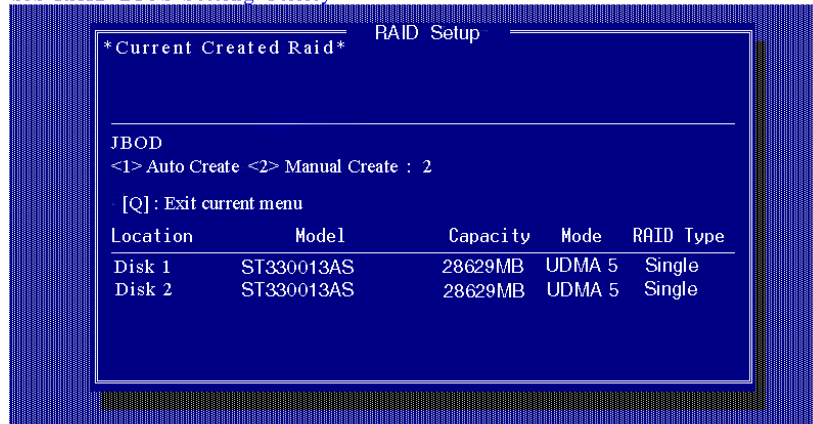 RAID Setup
*Current Created Raid*
JBOD
<1> Auto Create <2> Manual Create : 2
[Q] : Exit current menu
Location Model Capacity Mode RAID Type
Disk 1 ST330013AS 28629MB UDMA 5 Single
Disk 2 ST330013AS 28629MB UDMA 5 Single